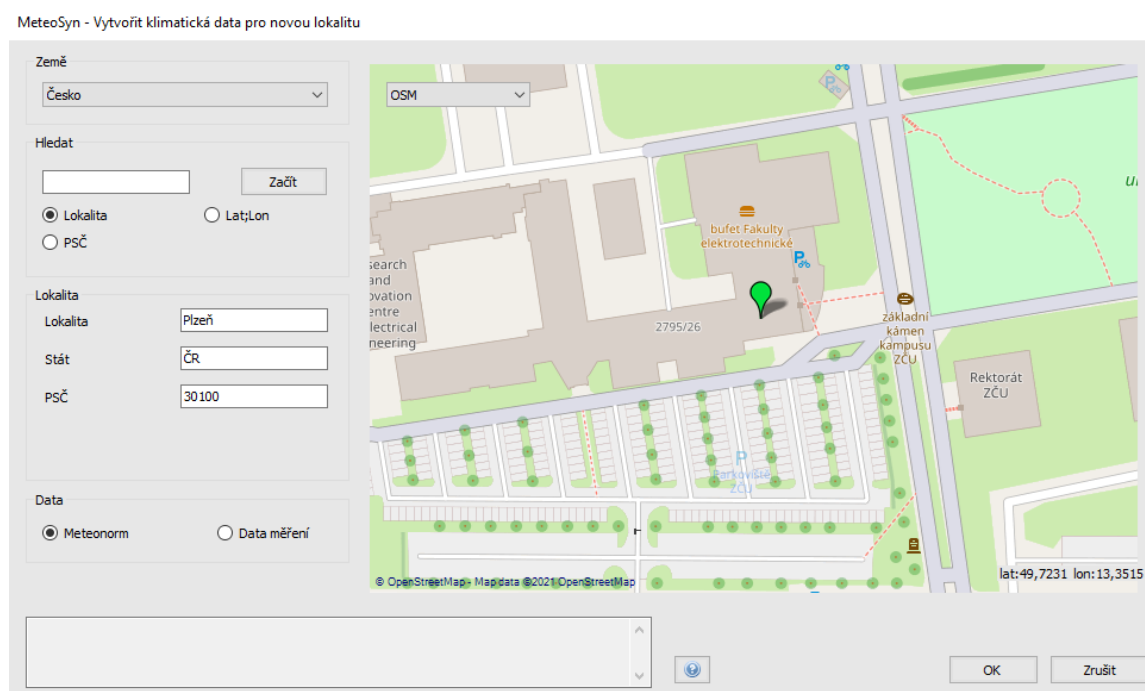 MeteoSyn - Vytvořit klimatická data pro novou lokalitu
Země
Česko
Hledat
Začít
Lokalita
Lat;Lon
PSČ
Lokalita
Lokalita
Plzeň
Stát
ČR
PSČ
30100
Data
Meteonorm
Data měření
OSM
bufet Fakulty
elektrotechnické
search
and
ovation
entre
lectrical
neering
2795/26
základní
kámen
kampusu
ZČU
Rektorát
ZČU
P
Parkoviště
ZČU
© OpenStreetMap - Map data ©2021 OpenStreetMap
lat:49,7231 lon:13,3515
OK
Zrušit